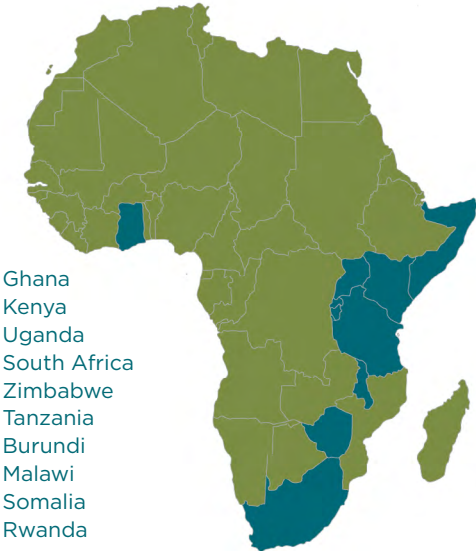 Ghana
Kenya
Uganda
South Africa
Zimbabwe
Tanzania
Burundi
Malawi
Somalia
Rwanda